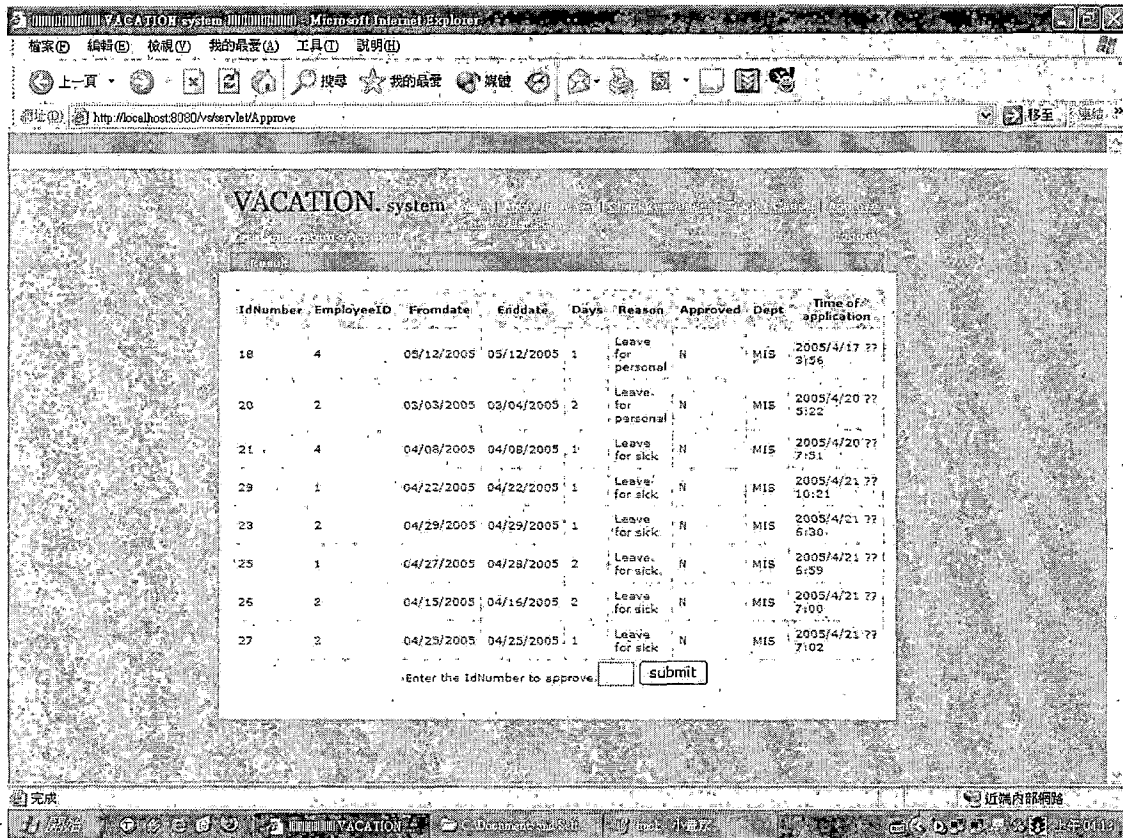 VACATION system - Microsoft Internet Explorer
檔案(F) 編輯(E) 檢視(V) 我的最愛(A) 工具(T) 說明(H)
上一頁 搜尋 我的最愛 媒體
網址(D) http://localhost:8080/vs/servlet/Approve 移至 連結 »
VACATION. system
IdNumber EmployeeID Fromdate Enddate Days Reason Approved Dept Time of application
18 4 05/12/2005 05/12/2005 1 Leave for personal N MIS 2005/4/17 ?? 3:56
20 2 03/03/2005 03/04/2005 2 Leave for personal N MIS 2005/4/20 ?? 5:22
21 4 04/08/2005 04/08/2005 1 Leave for sick N MIS 2005/4/20 ?? 7:51
29 1 04/22/2005 04/22/2005 1 Leave for sick N MIS 2005/4/21 ?? 10:21
23 2 04/29/2005 04/29/2005 1 Leave for sick N MIS 2005/4/21 ?? 6:30
25 1 04/27/2005 04/28/2005 2 Leave for sick N MIS 2005/4/21 ?? 6:59
26 2 04/15/2005 04/16/2005 2 Leave for sick N MIS 2005/4/21 ?? 7:00
27 2 04/25/2005 04/25/2005 1 Leave for sick N MIS 2005/4/21 ?? 7:02
Enter the IdNumber to approve. submit
完成 近端內部網路
開始 VACATION 上午 04:13